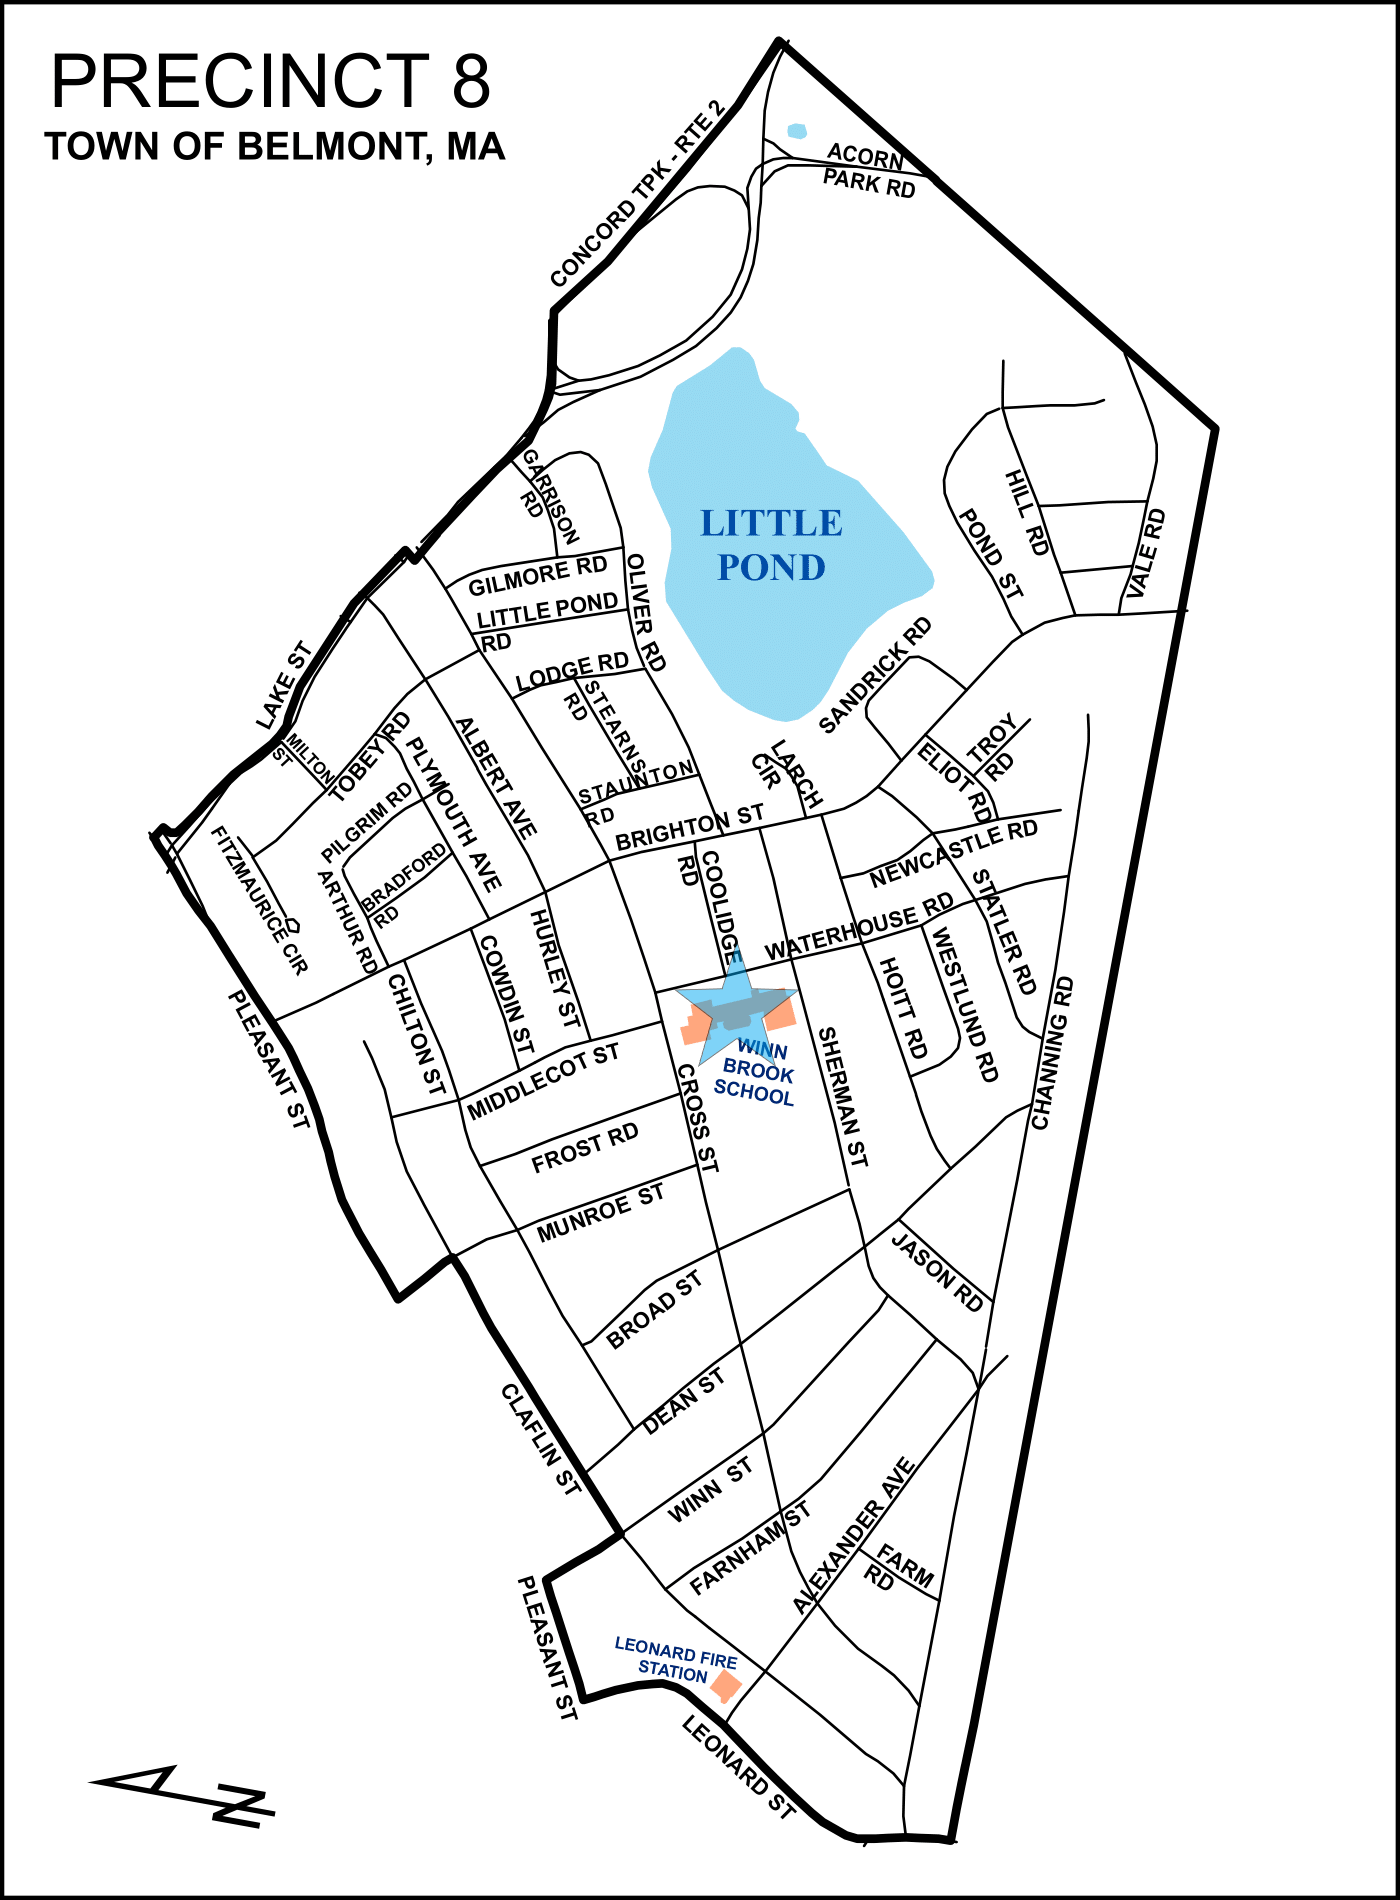 PRECINCT 8
TOWN OF BELMONT, MA
CONCORD TPK - RTE 2
ACORN
PARK RD
LITTLE
POND
GARRISON
RD
GILMORE RD
LITTLE POND
RD
OLIVER RD
LODGE RD
STEARNS
RD
STAUNTON
RD
HILL RD
POND ST
VALE RD
SANDRICK RD
LAKE ST
MILTON
ST
TOBEY RD
ALBERT AVE
PLYMOUTH AVE
PILGRIM RD
BRADFORD
RD
ARTHUR RD
FITZMAURICE CIR
LARCH
CIR
BRIGHTON ST
ELIOT RD
TROY
RD
NEWCASTLE RD
STATLER RD
COOLIDGE
RD
WATERHOUSE RD
WESTLUND RD
HOITT RD
HURLEY ST
COWDIN ST
CHILTON ST
PLEASANT ST
MIDDLECOT ST
WINN
BROOK
SCHOOL
SHERMAN ST
CHANNING RD
CROSS ST
FROST RD
MUNROE ST
BROAD ST
JASON RD
DEAN ST
CLAFLIN ST
WINN ST
FARNHAM ST
ALEXANDER AVE
FARM
RD
PLEASANT ST
LEONARD FIRE
STATION
LEONARD ST
N